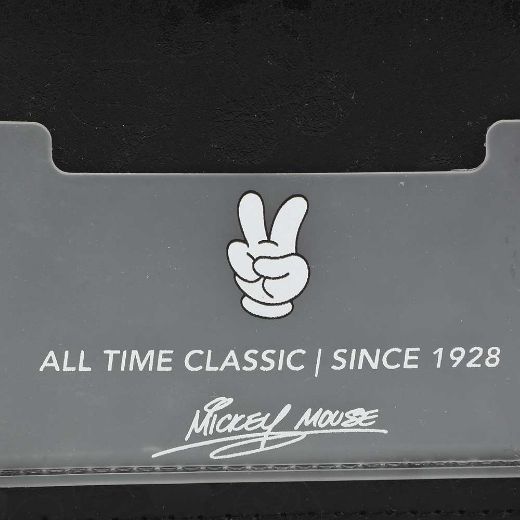 ALL TIME CLASSIC | SINCE 1928
MICKEY MOUSE